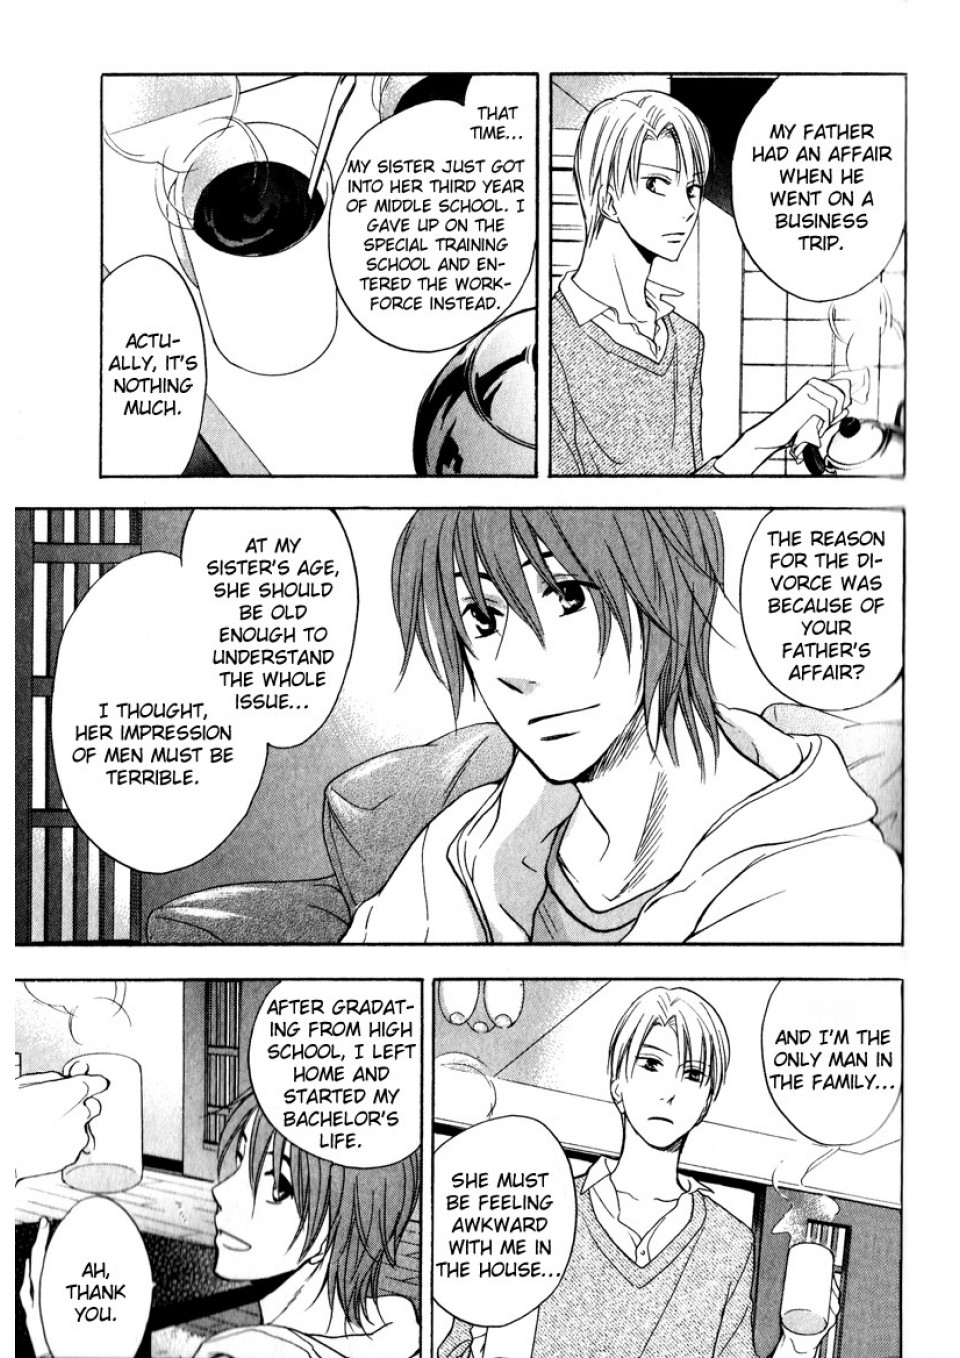 MY FATHER
HAD AN AFFAIR
WHEN HE
WENT ON A
BUSINESS
TRIP.
THAT
TIME...
MY SISTER JUST GOT
INTO HER THIRD YEAR
OF MIDDLE SCHOOL. I
GAVE UP ON THE
SPECIAL TRAINING
SCHOOL AND EN-
TERED THE WORK-
FORCE INSTEAD.
ACTU-
ALLY, IT'S
NOTHING
MUCH.
THE REASON
FOR THE DI-
VORCE WAS
BECAUSE OF
YOUR
FATHER'S
AFFAIR?
AT MY
SISTER'S AGE,
SHE SHOULD
BE OLD
ENOUGH TO
UNDERSTAND
THE WHOLE
ISSUE...
I THOUGHT,
HER IMPRESSION
OF MEN MUST BE
TERRIBLE.
AND I'M THE
ONLY MAN IN
THE FAMILY...
SHE MUST
BE FEELING
AWKWARD
WITH ME IN
THE HOUSE...
AFTER GRADAT-
ING FROM HIGH
SCHOOL, I LEFT
HOME AND
STARTED MY
BACHELOR'S
LIFE.
AH,
THANK
YOU.